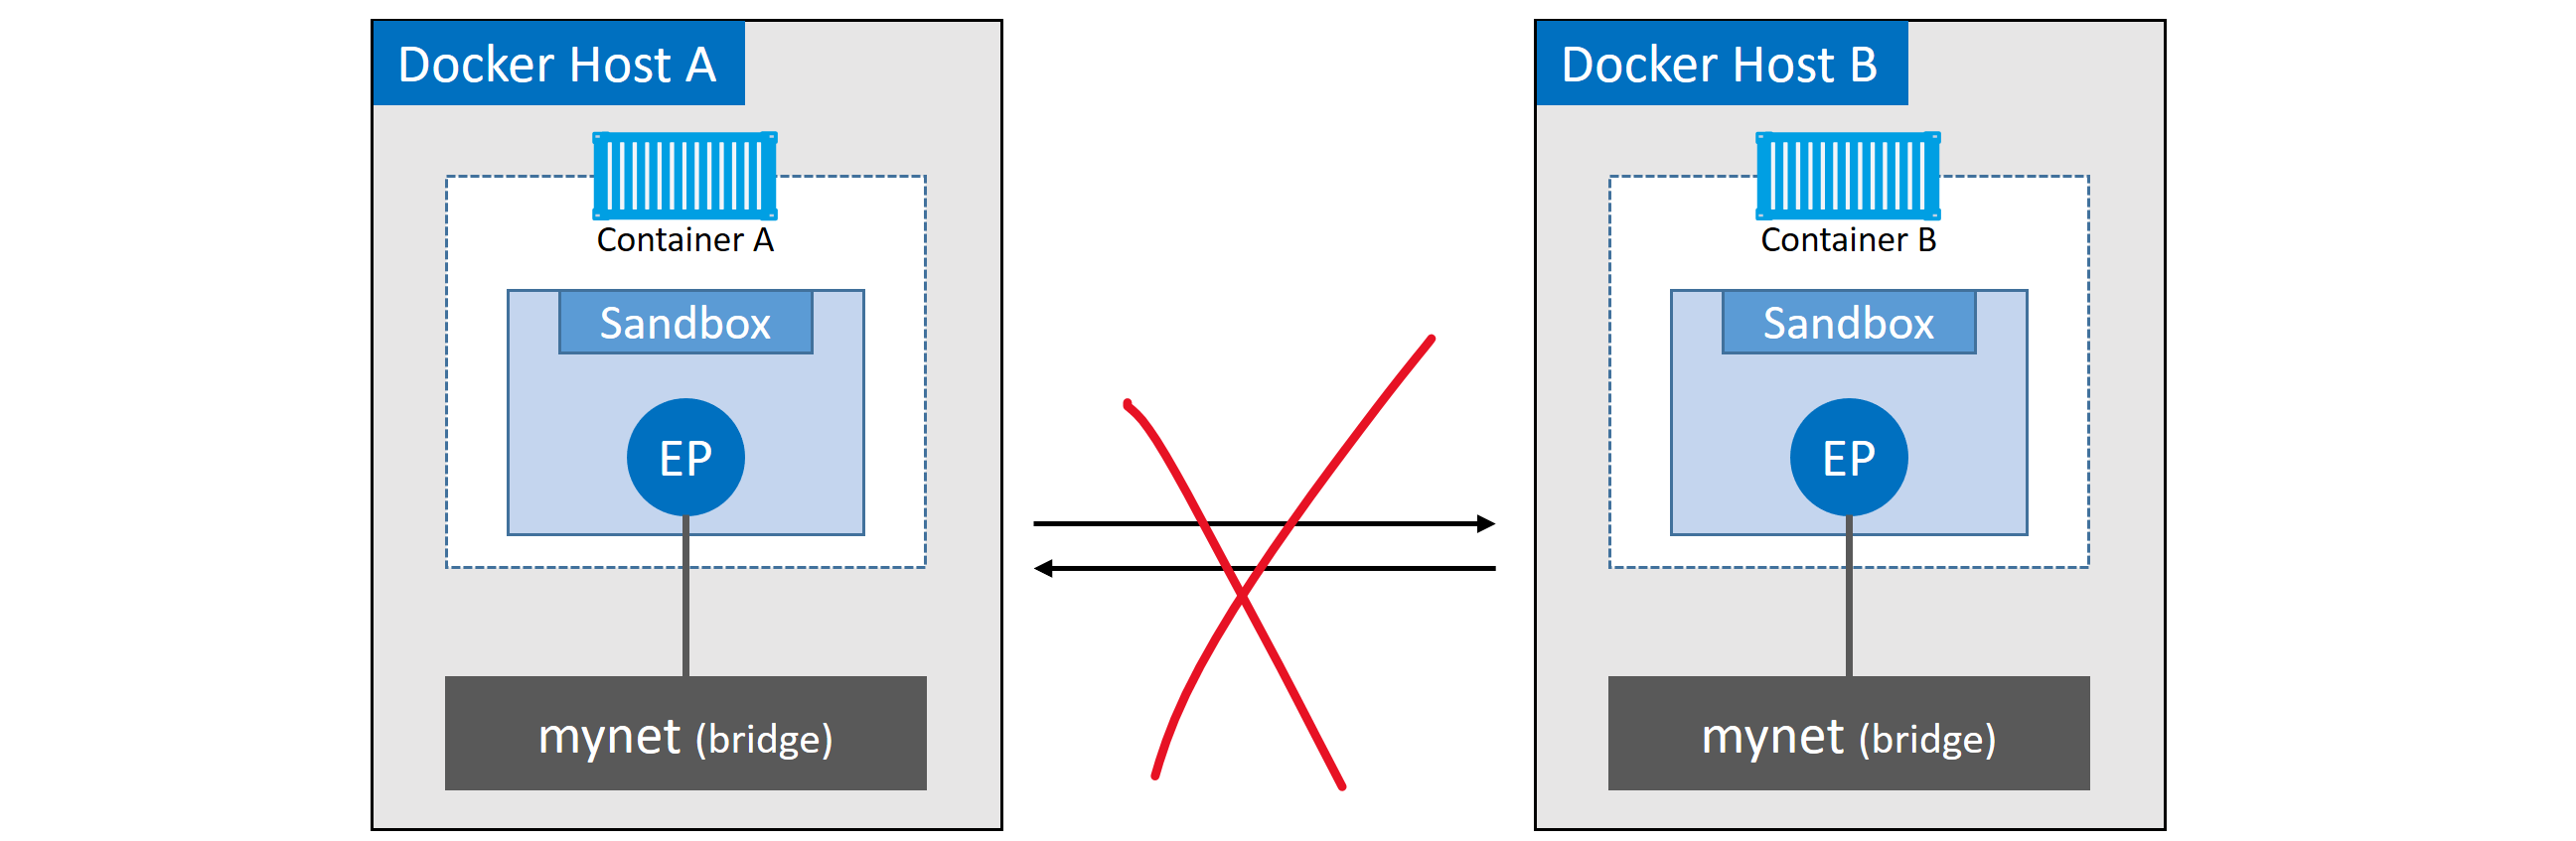 Docker Host A
Container A
Sandbox
EP
mynet (bridge)
Docker Host B
Container B
Sandbox
EP
mynet (bridge)